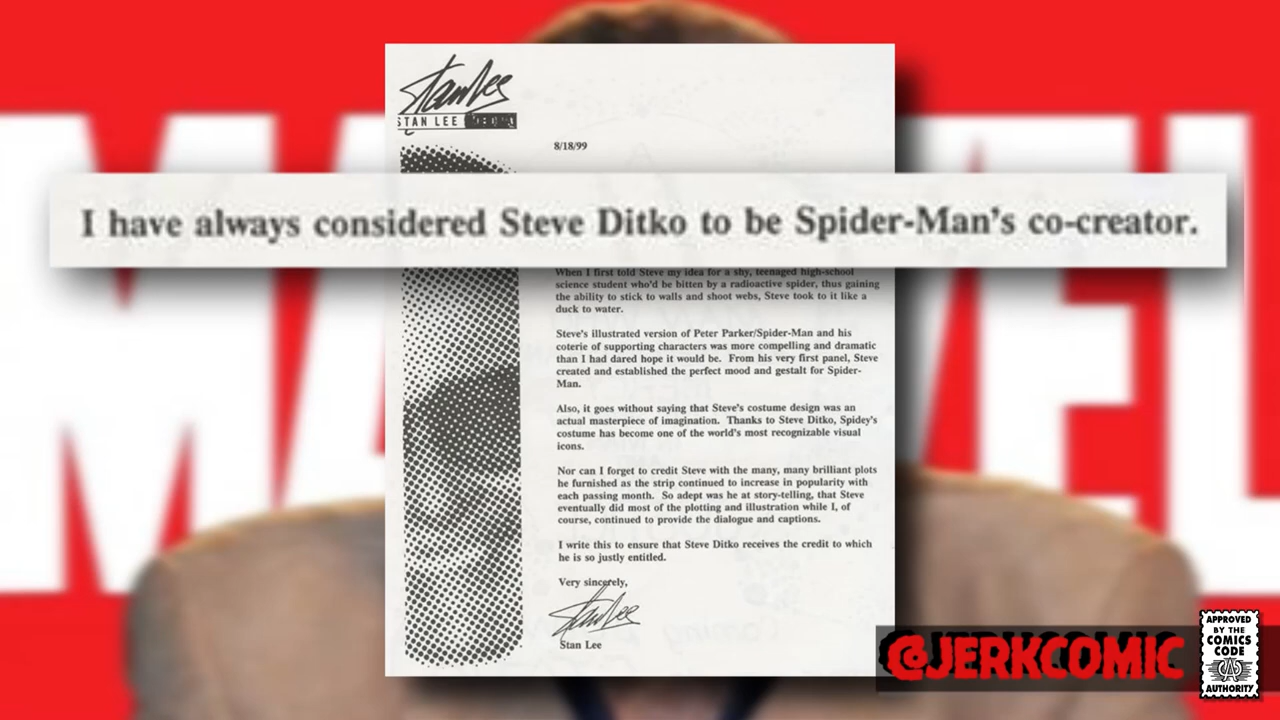 MARVEL
Stan Lee
STAN LEE MEDIA
8/18/99
I have always considered Steve Ditko to be Spider-Man's co-creator.
When I first told Steve my idea for a shy, teenaged high-school
science student who'd be bitten by a radioactive spider, thus gaining
the ability to stick to walls and shoot webs, Steve took to it like a
duck to water.
Steve's illustrated version of Peter Parker/Spider-Man and his
coterie of supporting characters was more compelling and dramatic
than I had dared hope it would be. From his very first panel, Steve
created and established the perfect mood and gestalt for Spider-
Man.
Also, it goes without saying that Steve's costume design was an
actual masterpiece of imagination. Thanks to Steve Ditko, Spidey's
costume has become one of the world's most recognizable visual
icons.
Nor can I forget to credit Steve with the many, many brilliant plots
he furnished as the strip continued to increase in popularity with
each passing month. So adept was he at story-telling, that Steve
eventually did most of the plotting and illustration while I, of
course, continued to provide the dialogue and captions.
I write this to ensure that Steve Ditko receives the credit to which
he is so justly entitled.
Very sincerely,
Stan Lee
Stan Lee
@JERKCOMIC
APPROVED
BY THE
COMICS
CODE
CAS
AUTHORITY